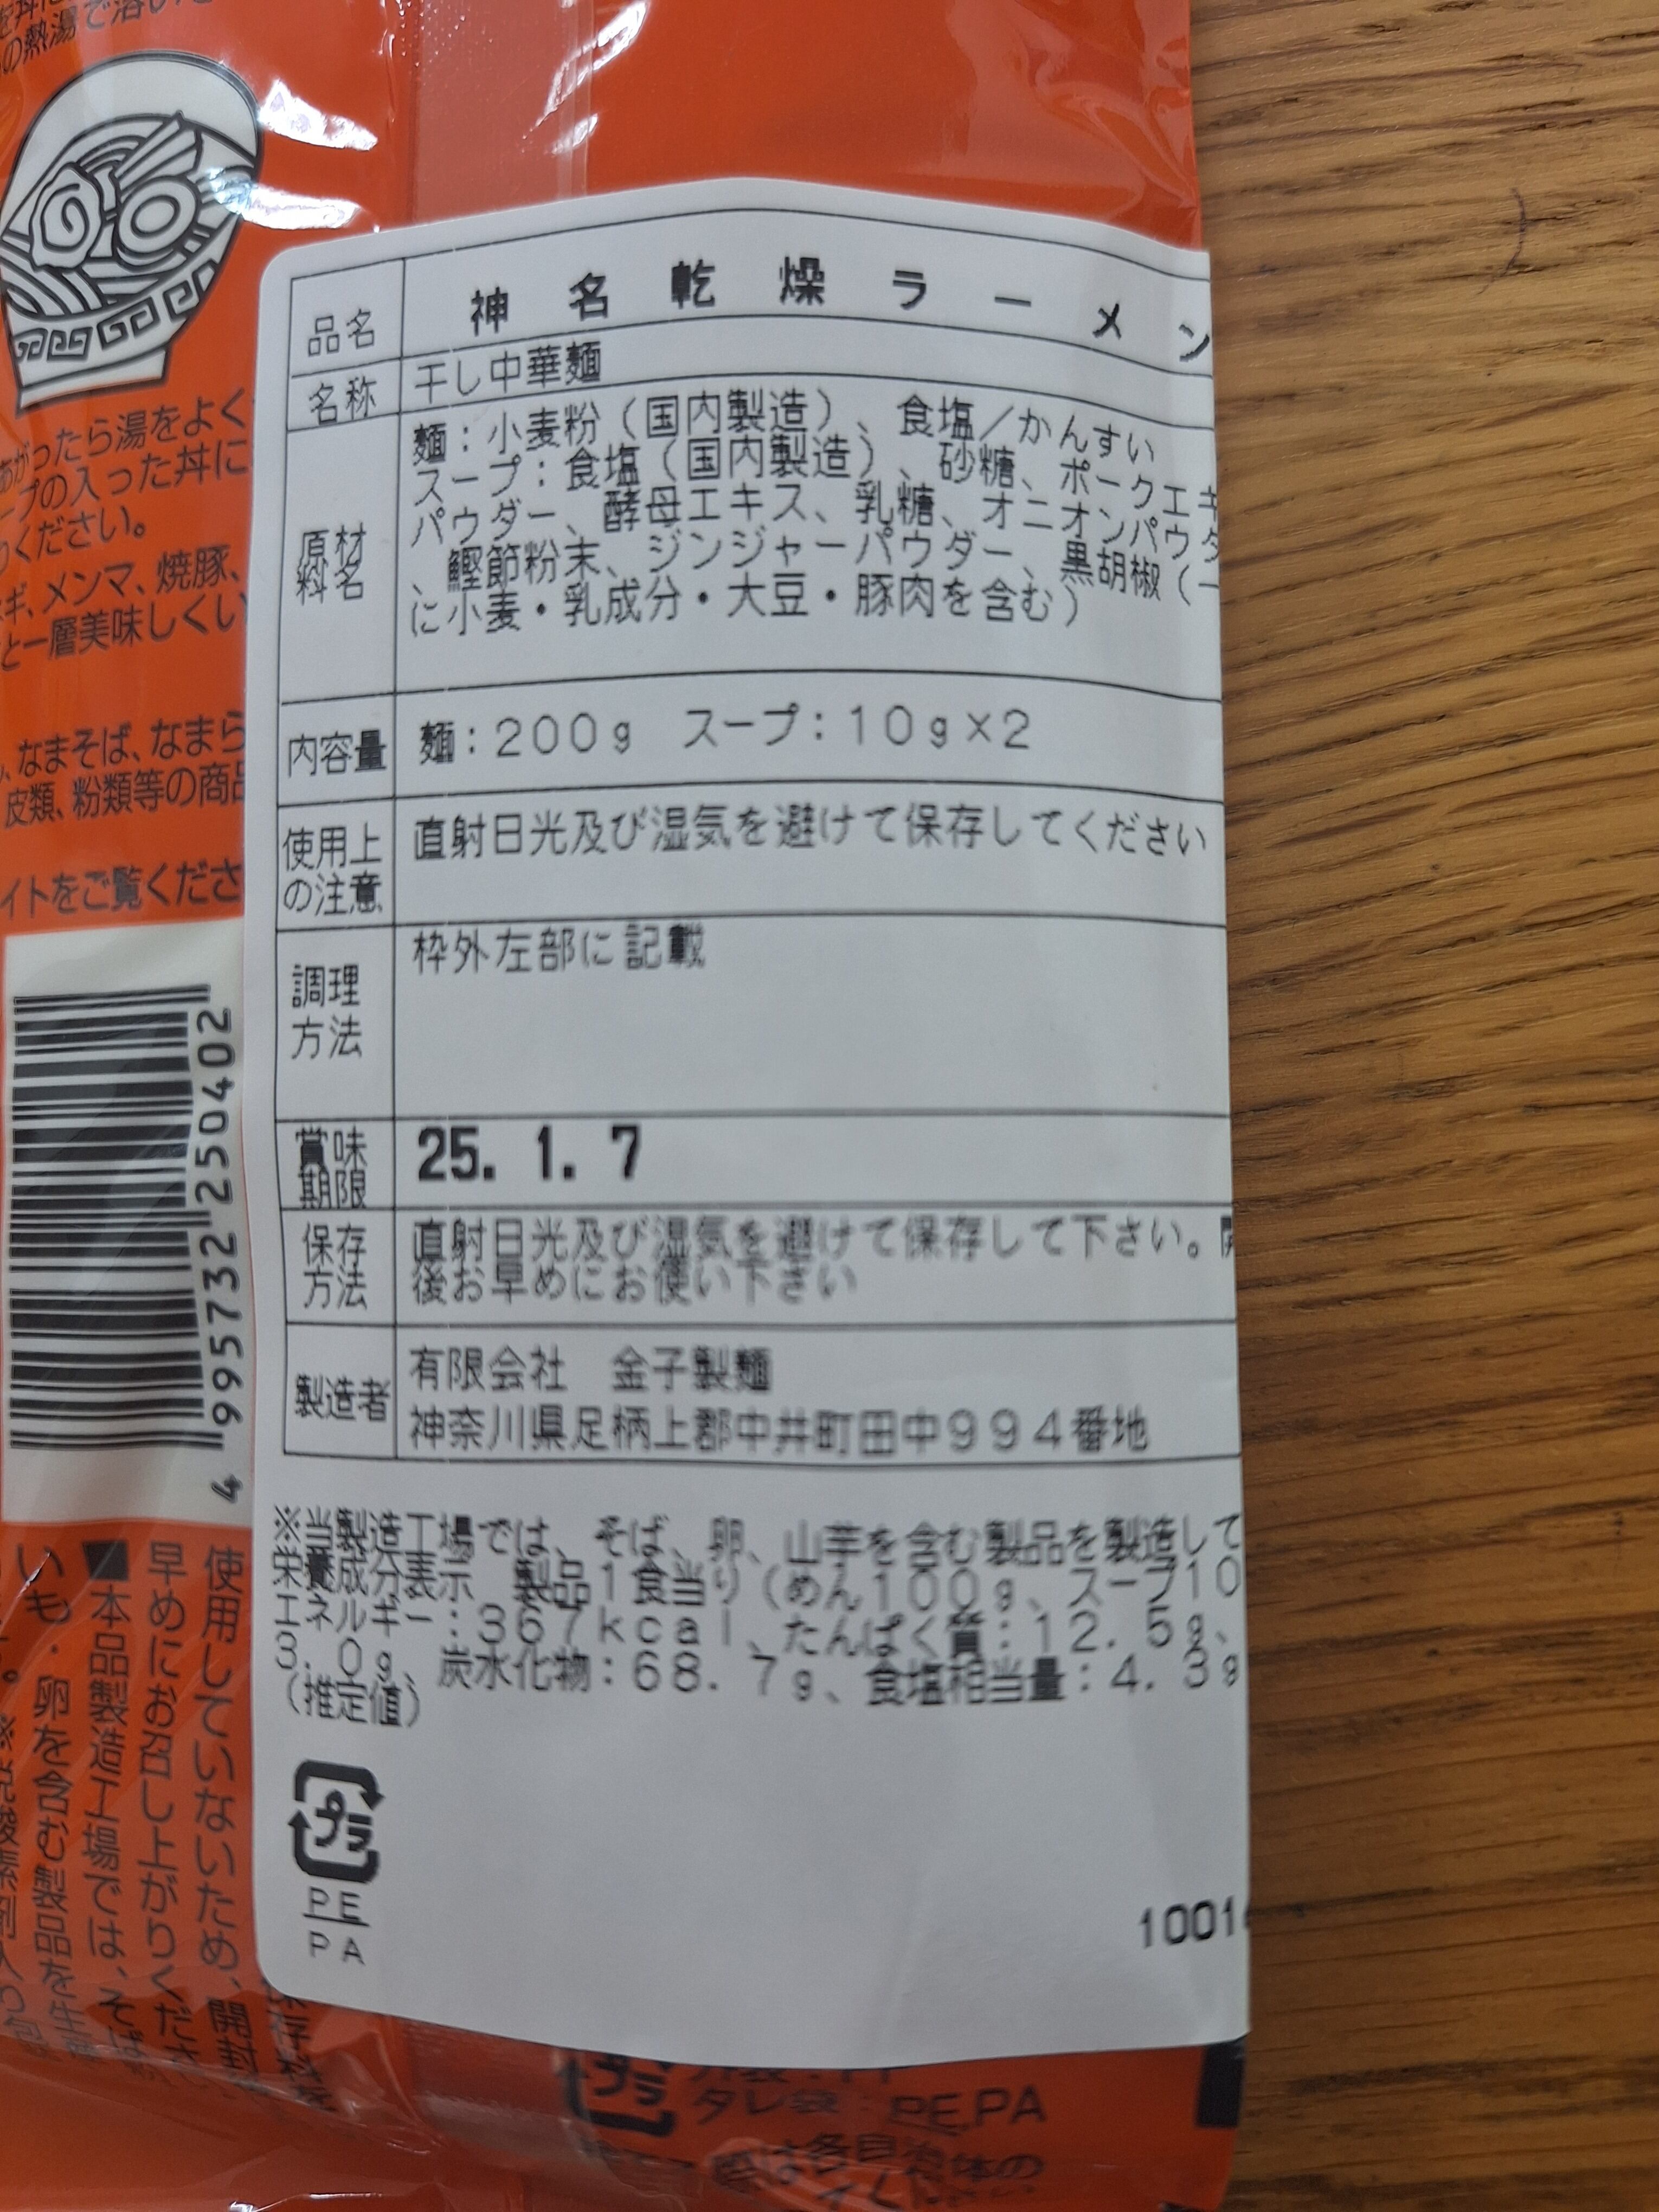 の熱湯で溶
品名 神名乾燥ラーメン
名称 干し中華麺
原材料名 麺：小麦粉（国内製造）、食塩／かんすい
スープ：食塩（国内製造）、砂糖、ポークエキ
パウダー、酵母エキス、乳糖、オニオンパウダ
、鰹節粉末、ジンジャーパウダー、黒胡椒（一
に小麦・乳成分・大豆・豚肉を含む）
内容量 麺：200g スープ：10g×2
使用上の注意 直射日光及び湿気を避けて保存してください
調理方法 枠外左部に記載
賞味期限 25. 1. 7
保存方法 直射日光及び湿気を避けて保存して下さい。開
後お早めにお使い下さい
製造者 有限会社 金子製麺
神奈川県足柄上郡中井町田中994番地
※当製造工場では、そば、卵、山芋を含む製品を製造して
栄養成分表示 製品1食当り（めん100g、スープ10
エネルギー：367kcal、たんぱく質：12.5g、
3.0g、炭水化物：68.7g、食塩相当量：4.3g
（推定値）
プラ
PE
PA
1001
あがったら湯をよく
ープの入った丼に
ください。
ギ、メンマ、焼豚、
と一層美味しくい
、なまそば、なまら
皮類、粉類等の商品
イトをご覧くださ
4 995732 250402
使用していないため、開封
早めにお召し上がりくださ
■本品製造工場では、そば
いも・卵を含む製品を生
プラ
タレ袋：PE,PA
は各自治体の